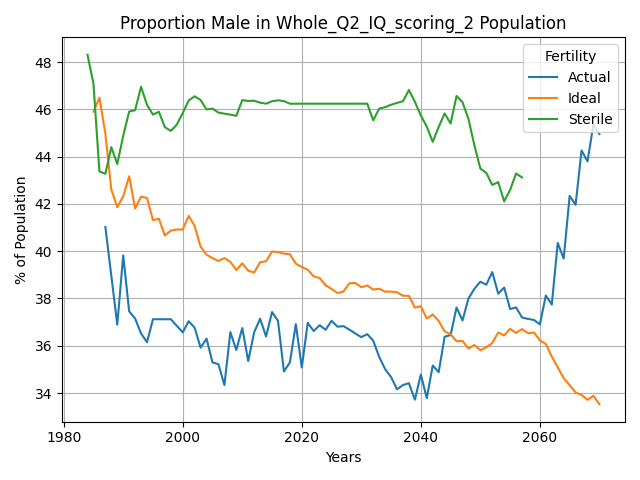 Proportion Male in Whole_Q2_IQ_scoring_2 Population
% of Population
48
46
44
42
40
38
36
34
Fertility
Actual
Ideal
Sterile
1980
2000
2020
2040
2060
Years